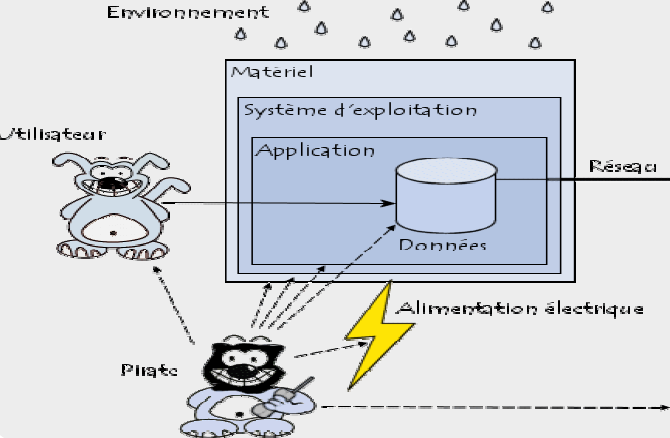 Environnement
Matériel
Système d'exploitation
Utilisateur
Application
Réseau
Données
Alimentation électrique
Pirate